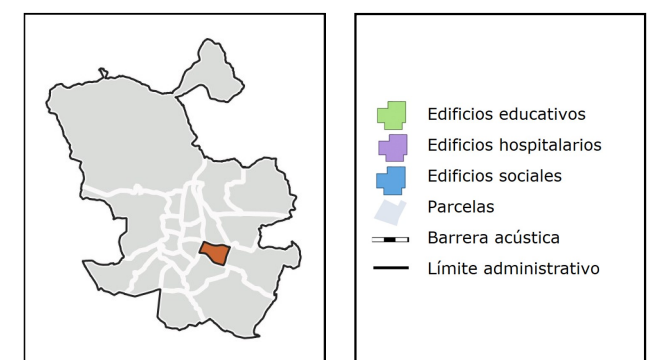 Edificios educativos
Edificios hospitalarios
Edificios sociales
Parcelas
Barrera acústica
Límite administrativo